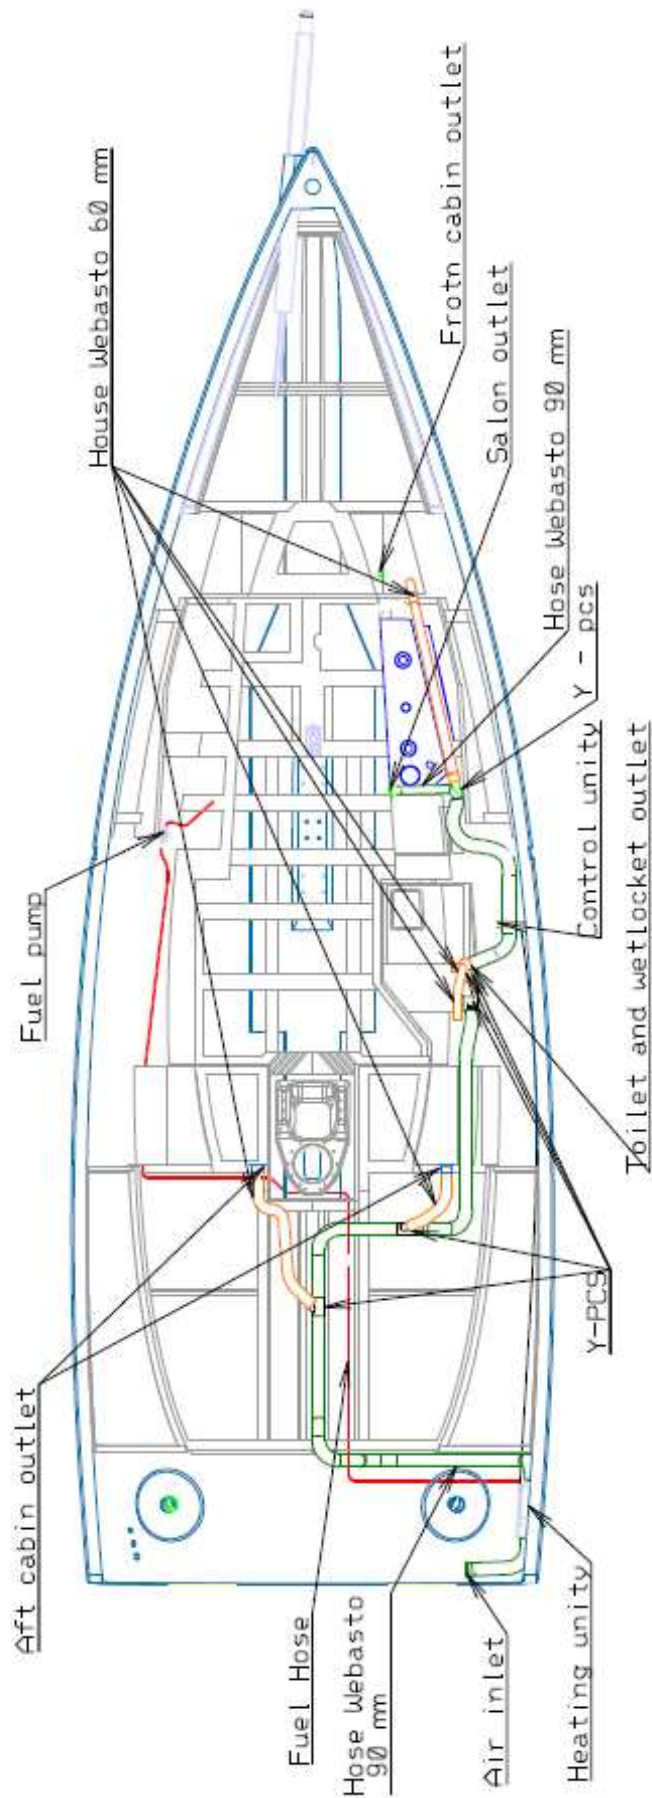 House Webasto 60 mm
Frotn cabin outlet
Salon outlet
Hose Webasto 90 mm
Y - pcs
Control unity
Toilet and wetlocket outlet
Fuel pump
Y-PCS
Aft cabin outlet
Fuel Hose
Hose Webasto
90 mm
Air inlet
Heating unity